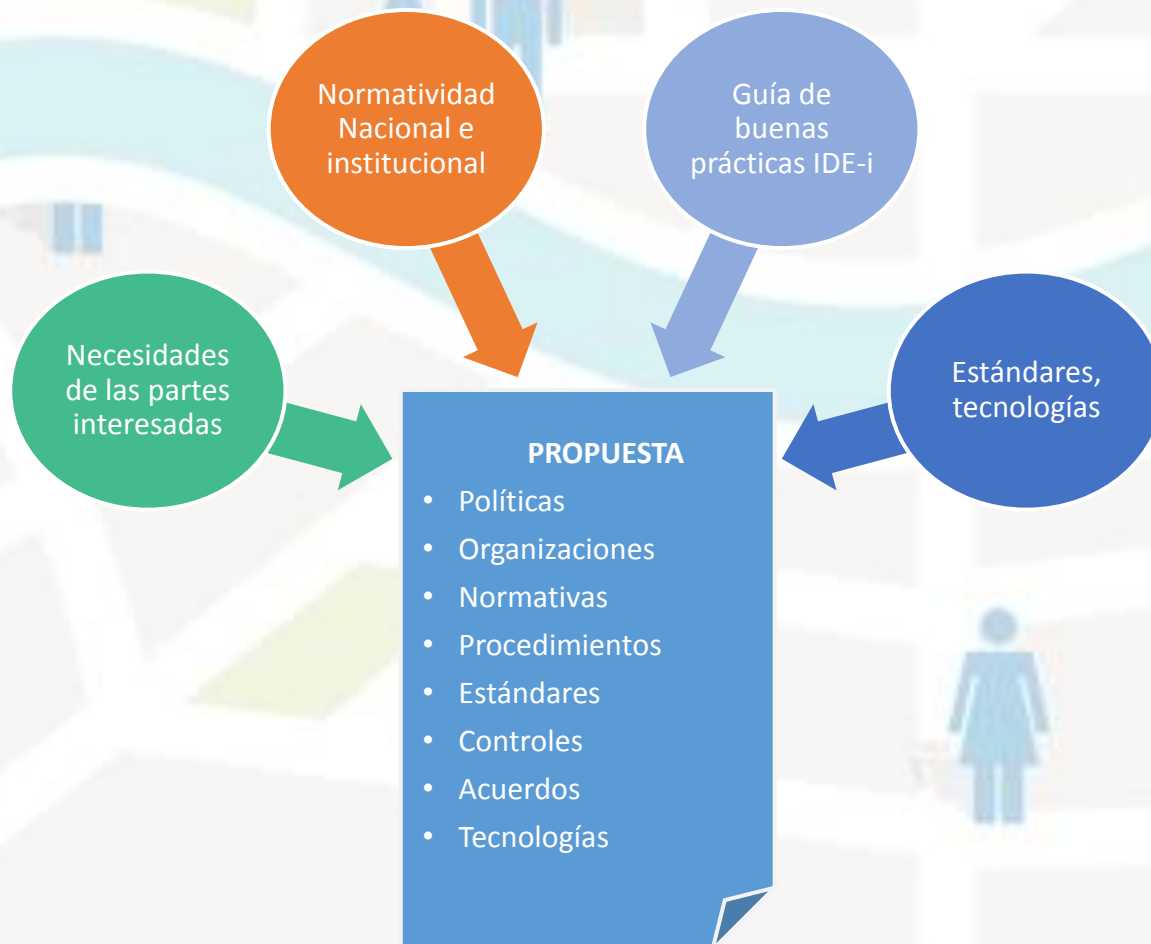 Normatividad
Nacional e
institucional
Guía de
buenas
prácticas IDE-i
Necesidades
de las partes
interesadas
Estándares,
tecnologías
PROPUESTA
• Políticas
• Organizaciones
• Normativas
• Procedimientos
• Estándares
• Controles
• Acuerdos
• Tecnologías